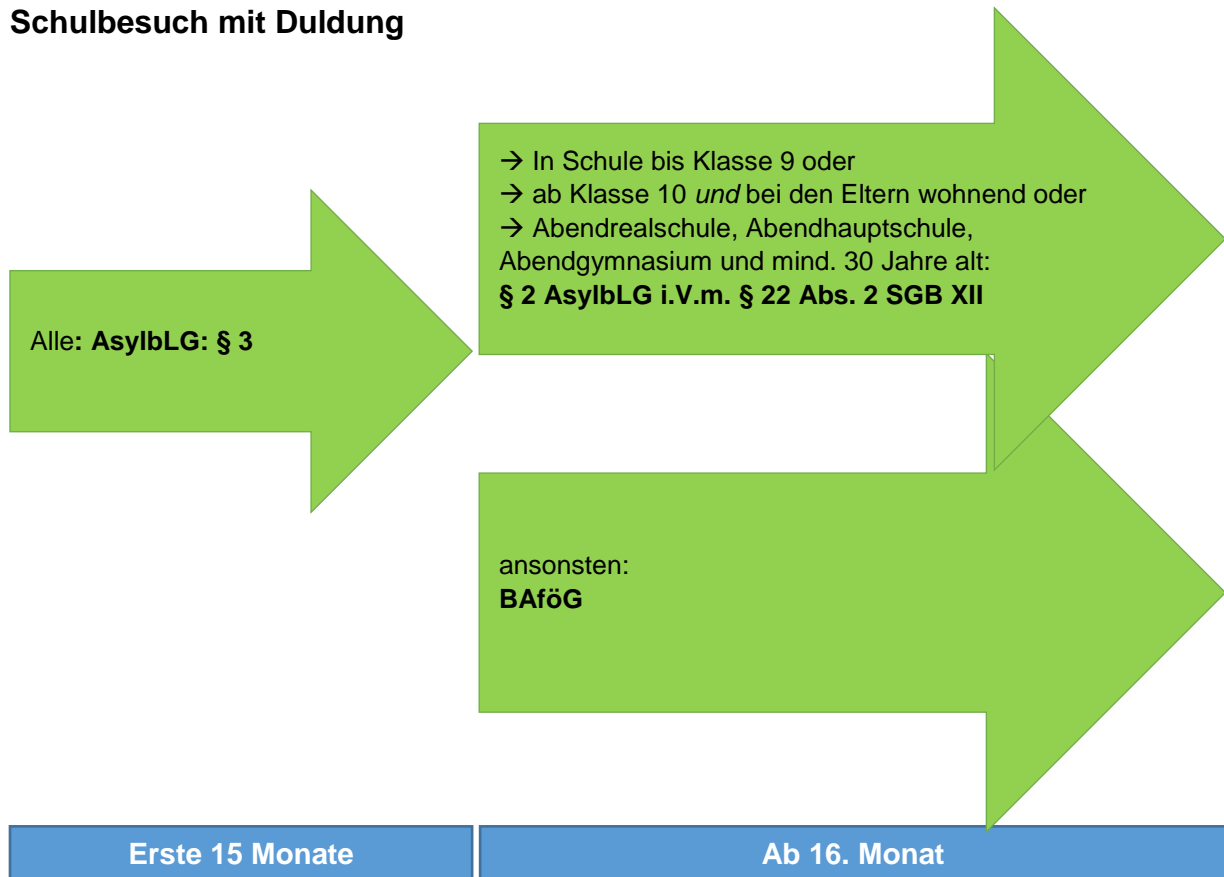 Schulbesuch mit Duldung
→ In Schule bis Klasse 9 oder
→ ab Klasse 10 und bei den Eltern wohnend oder
→ Abendrealschule, Abendhauptschule,
Abendgymnasium und mind. 30 Jahre alt:
§ 2 AsylbLG i.V.m. § 22 Abs. 2 SGB XII
Alle: AsylbLG: § 3
ansonsten:
BAföG
Erste 15 Monate
Ab 16. Monat